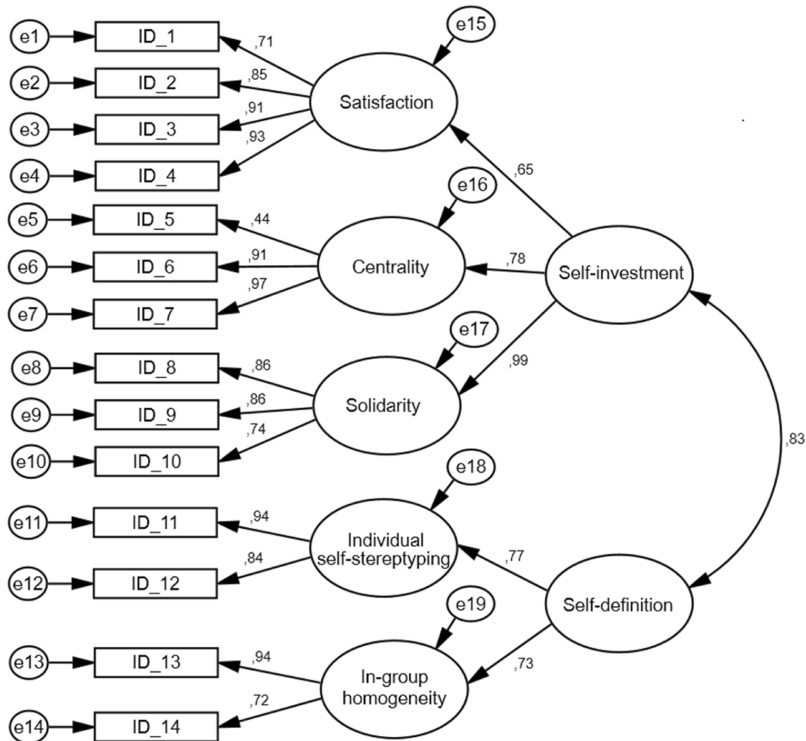 e1
ID_1
,71
e15
e2
ID_2
,85
Satisfaction
e3
ID_3
,91
e4
ID_4
,93
,65
e16
e5
ID_5
,44
e6
ID_6
,91
Centrality
,78
Self-investment
e7
ID_7
,97
e17
,99
e8
ID_8
,86
e9
ID_9
,86
Solidarity
e10
ID_10
,74
,83
e18
e11
ID_11
,94
Individual
self-stereptyping
e12
ID_12
,84
,77
e19
Self-definition
e13
ID_13
,94
,73
In-group
homogeneity
e14
ID_14
,72